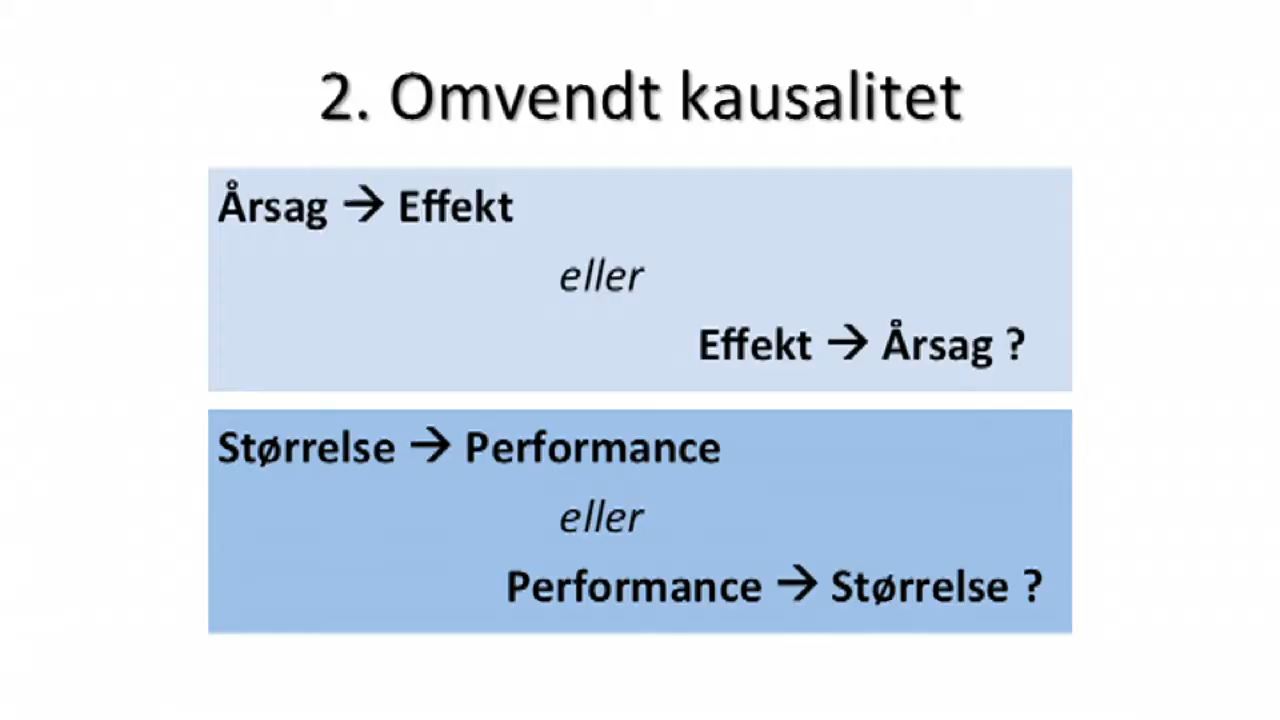 2. Omvendt kausalitet
Årsag → Effekt
eller
Effekt → Årsag ?
Størrelse → Performance
eller
Performance → Størrelse ?